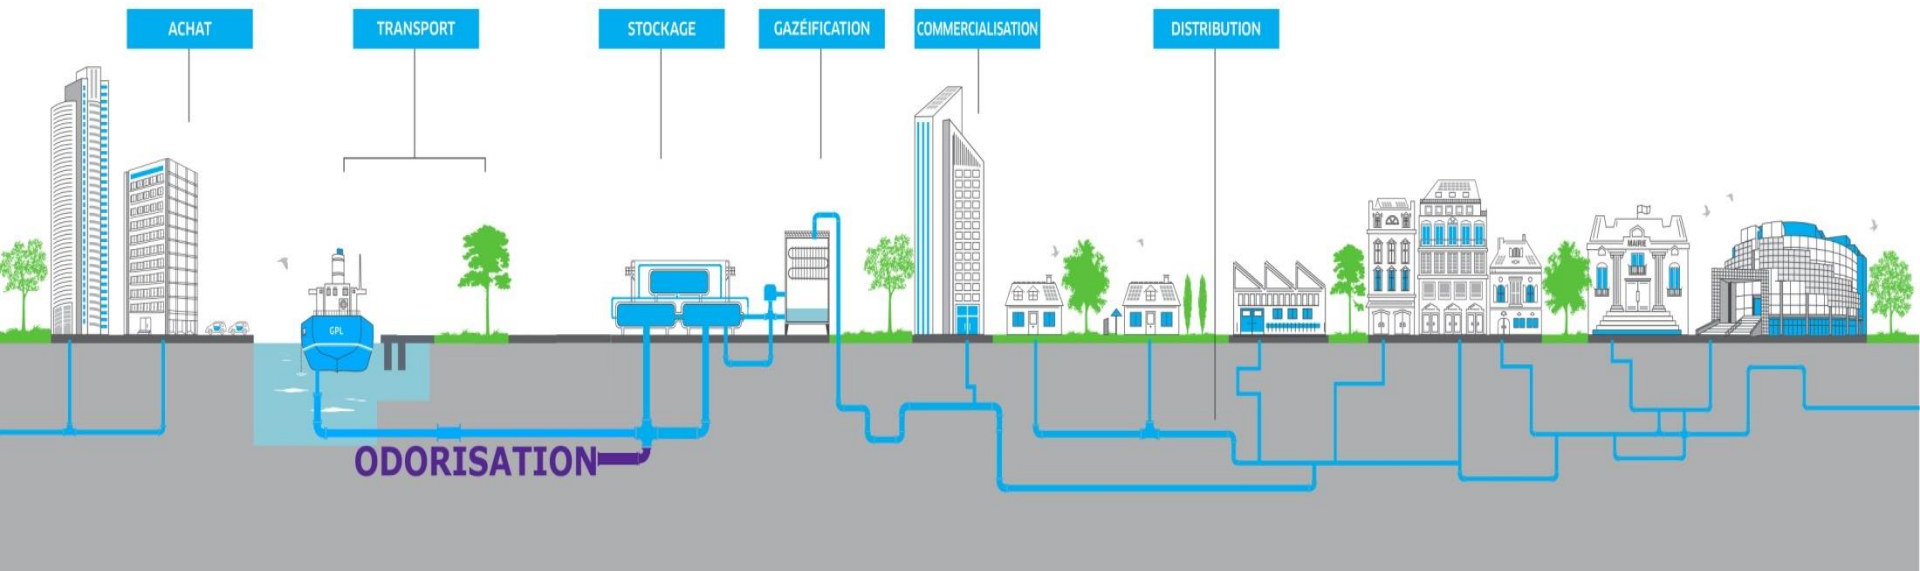 ACHAT
TRANSPORT
STOCKAGE
GAZÉIFICATION
COMMERCIALISATION
DISTRIBUTION
MAIRIE
GPL
ODORISATION